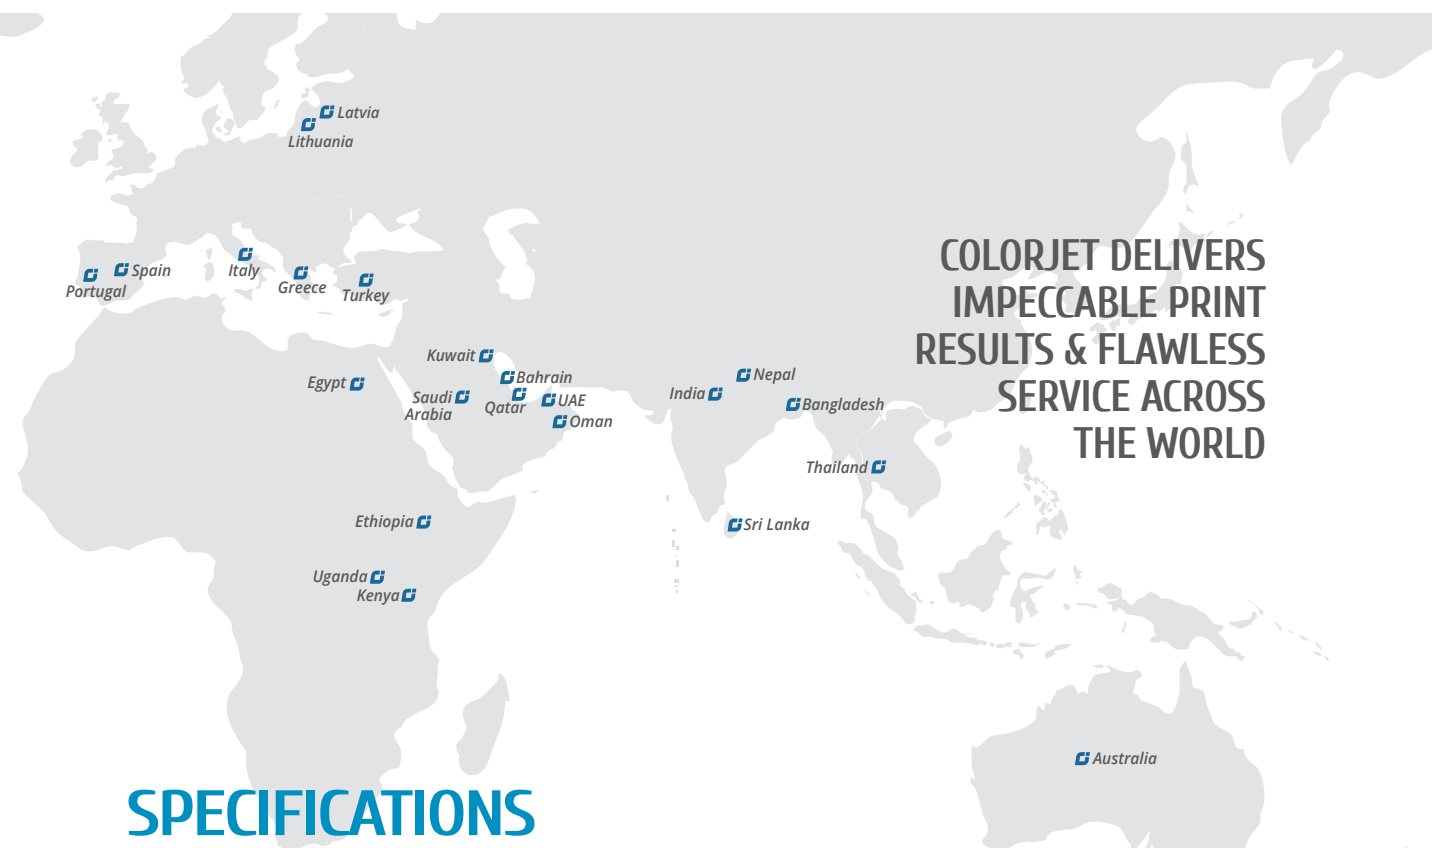 Latvia
Lithuania
COLORJET DELIVERS
IMPECCABLE PRINT
RESULTS & FLAWLESS
SERVICE ACROSS
THE WORLD
Spain
Portugal
Italy
Greece
Turkey
Kuwait
Bahrain
Egypt
Saudi
Arabia
Qatar
UAE
Oman
India
Nepal
Bangladesh
Thailand
Ethiopia
Sri Lanka
Uganda
Kenya
Australia
SPECIFICATIONS